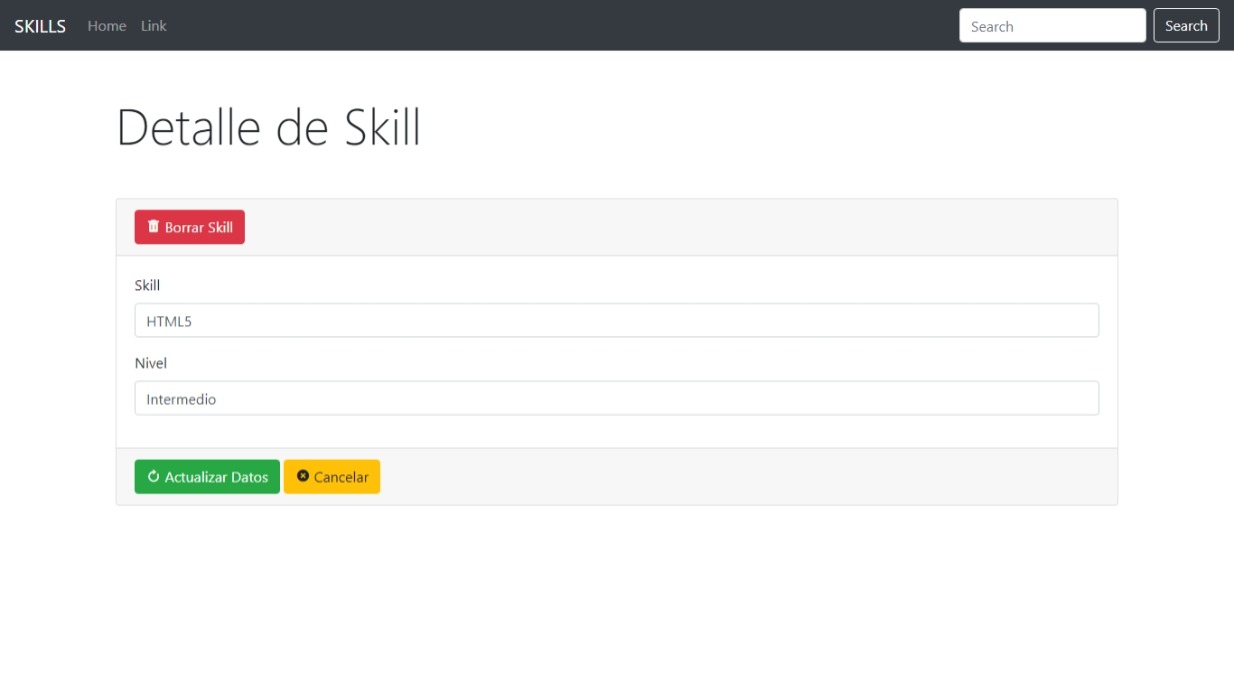 SKILLS Home Link Search Search
Detalle de Skill
Borrar Skill
Skill
HTML5
Nivel
Intermedio
Actualizar Datos Cancelar